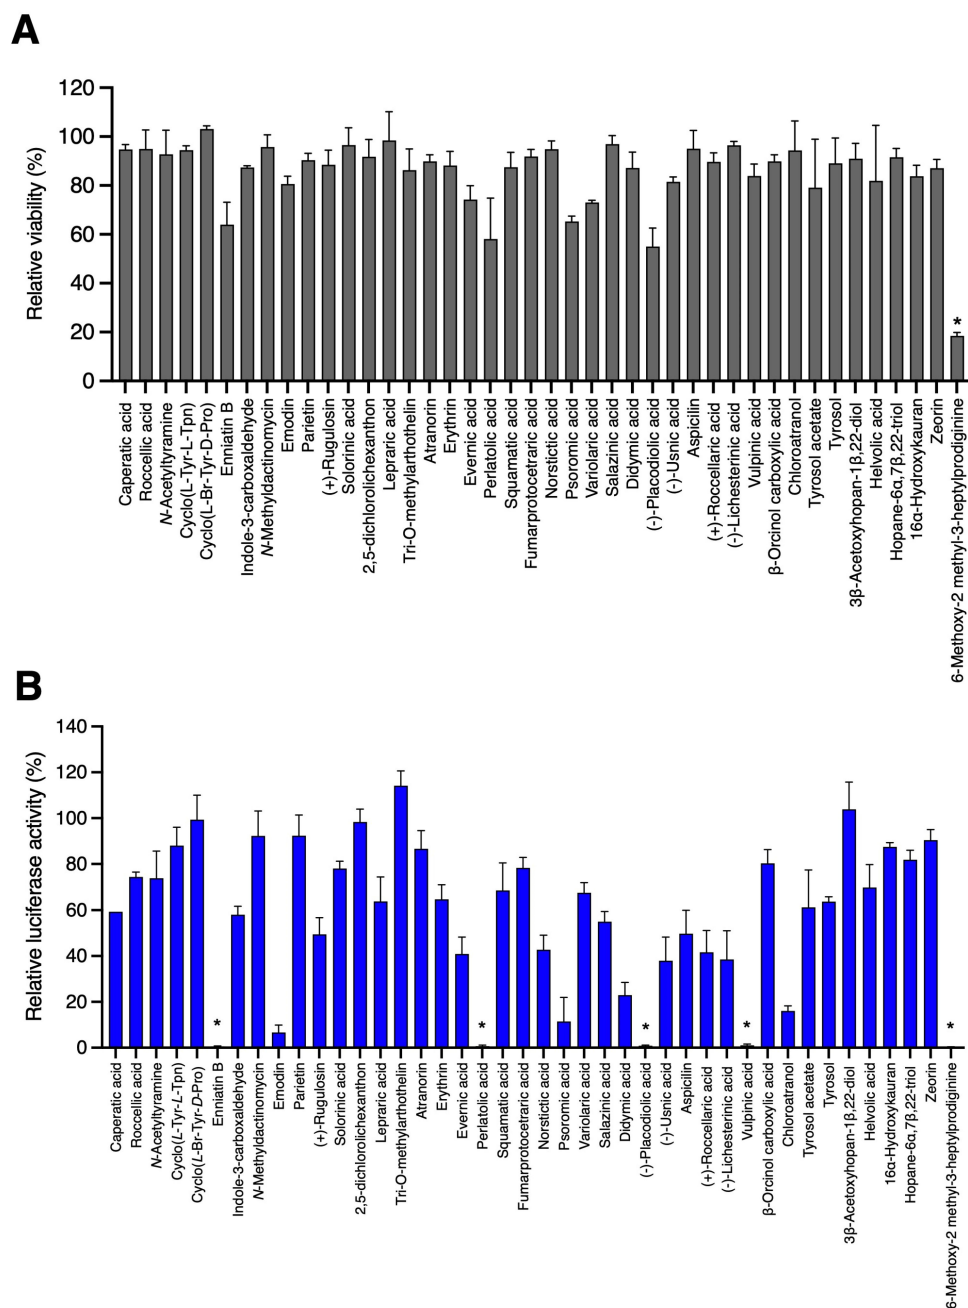 A
Relative viability (%)
120
100
80
60
40
20
0
*
Caperatic acid
Roccellic acid
N-Acetyltyramine
Cyclo(L-Tyr-L-Tpn)
Cyclo(L-Br-Tyr-D-Pro)
Enniatin B
Indole-3-carboxaldehyde
N-Methyldactinomycin
Emodin
Parietin
(+)-Rugulosin
Solorinic acid
2,5-dichlorolichexanthon
Lepraric acid
Tri-O-methylarthothelin
Atranorin
Erythrin
Evernic acid
Perlatolic acid
Squamatic acid
Fumarprotocetraric acid
Norstictic acid
Psoromic acid
Variolaric acid
Salazinic acid
Didymic acid
(-)-Placodiolic acid
(-)-Usnic acid
Aspicilin
(+)-Roccellaric acid
(-)-Lichesterinic acid
Vulpinic acid
β-Orcinol carboxylic acid
Chloroatranol
Tyrosol acetate
Tyrosol
3β-Acetoxyhopan-1β,22-diol
Helvolic acid
Hopane-6α,7β,22-triol
16α-Hydroxykauran
Zeorin
6-Methoxy-2 methyl-3-heptylprodiginine
B
Relative luciferase activity (%)
140
120
100
80
60
40
20
0
*
*
*
*
*
Caperatic acid
Roccellic acid
N-Acetyltyramine
Cyclo(L-Tyr-L-Tpn)
Cyclo(L-Br-Tyr-D-Pro)
Enniatin B
Indole-3-carboxaldehyde
N-Methyldactinomycin
Emodin
Parietin
(+)-Rugulosin
Solorinic acid
2,5-dichlorolichexanthon
Lepraric acid
Tri-O-methylarthothelin
Atranorin
Erythrin
Evernic acid
Perlatolic acid
Squamatic acid
Fumarprotocetraric acid
Norstictic acid
Psoromic acid
Variolaric acid
Salazinic acid
Didymic acid
(-)-Placodiolic acid
(-)-Usnic acid
Aspicilin
(+)-Roccellaric acid
(-)-Lichesterinic acid
Vulpinic acid
β-Orcinol carboxylic acid
Chloroatranol
Tyrosol acetate
Tyrosol
3β-Acetoxyhopan-1β,22-diol
Helvolic acid
16α-Hydroxykauran
Hopane-6α,7β,22-triol
Zeorin
6-Methoxy-2 methyl-3-heptylprodiginine